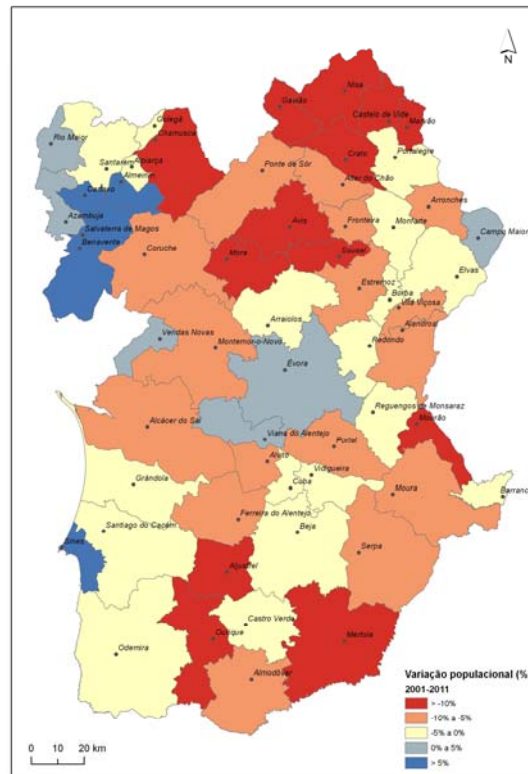 N
Nisa
Gavião
Castelo de Vide
Marvão
Golegã
Chamusca
Rio Maior
Crato
Portalegre
Santarém
Alpiarça
Ponte de Sôr
Almeirim
Alter do Chão
Cartaxo
Arronches
Azambuja
Avis
Fronteira
Monforte
Salvaterra de Magos
Campo Maior
Benavente
Coruche
Mora
Sousel
Elvas
Estremoz
Borba
Vila Viçosa
Arraiolos
Alandroal
Vendas Novas
Redondo
Montemor-o-Novo
Évora
Reguengos de Monsaraz
Mourão
Alcácer do Sal
Viana do Alentejo
Portel
Alvito
Vidigueira
Grândola
Cuba
Moura
Barrancos
Ferreira do Alentejo
Santiago do Cacém
Beja
Sines
Serpa
Aljustrel
Castro Verde
Ourique
Mertola
Odemira
Almodôvar
Variação populacional (%
2001-2011
> -10%
-10% a -5%
-5% a 0%
0% a 5%
> 5%
0 10 20 km